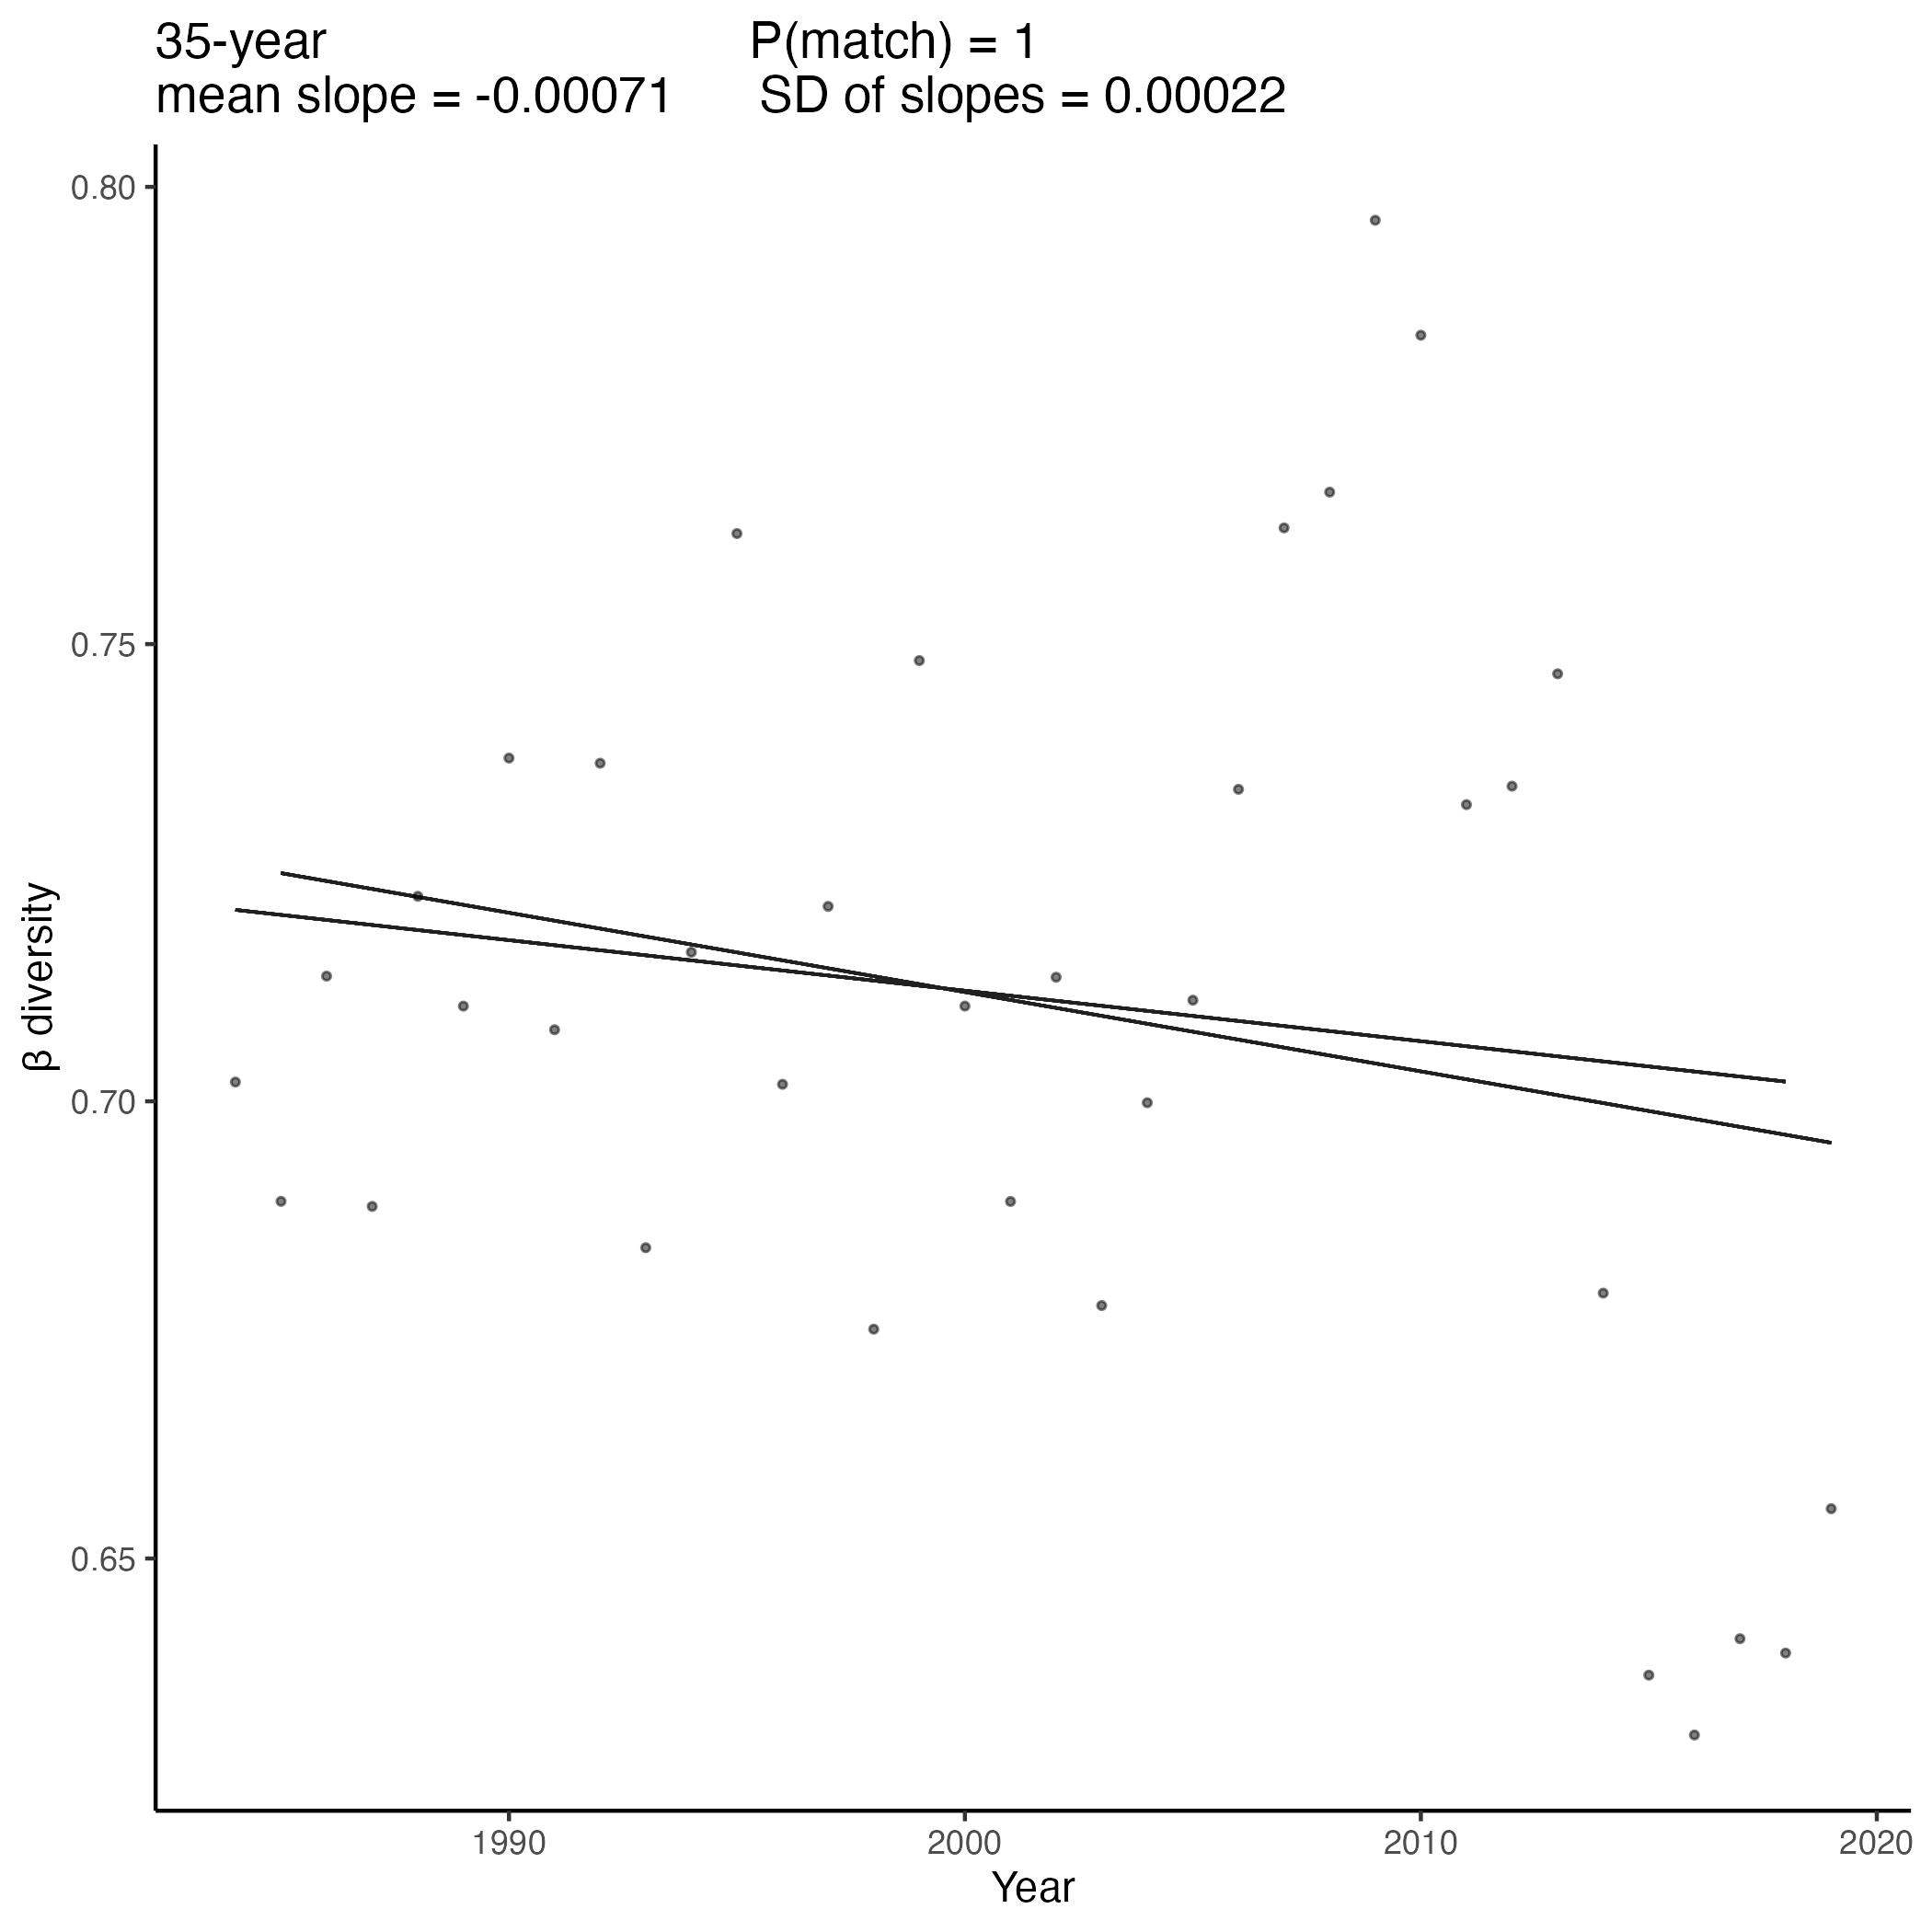 35-year P(match) = 1
mean slope = -0.00071 SD of slopes = 0.00022
0.80
0.75
0.70
0.65
β diversity
1990 2000 2010 2020
Year